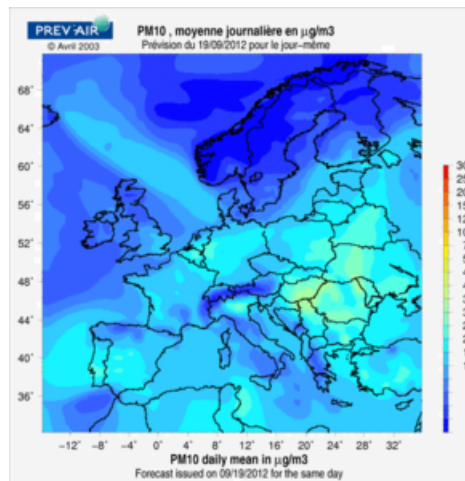 PREV'AIR
© Avril 2003
PM10 , moyenne journalière en µg/m3
Prévision du 19/09/2012 pour le jour-même
68°
64°
60°
56°
52°
48°
44°
40°
36°
−12° −8° −4° 0° 4° 8° 12° 16° 20° 24° 28° 32°
PM10 daily mean in µg/m3
Forecast issued on 09/19/2012 for the same day